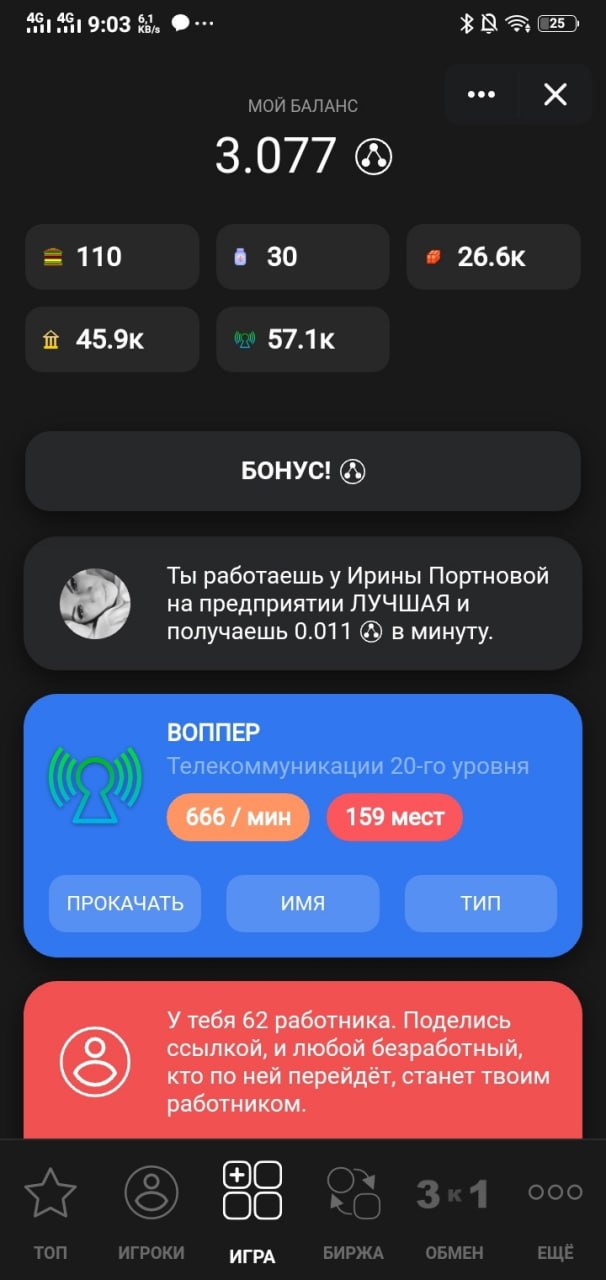 4G 4G 9:03 6,1 KB/s 25
МОЙ БАЛАНС
3.077
110 30 26.6к
45.9к 57.1к
БОНУС!
Ты работаешь у Ирины Портновой
на предприятии ЛУЧШАЯ и
получаешь 0.011 в минуту.
ВОППЕР
Телекоммуникации 20-го уровня
666 / мин 159 мест
ПРОКАЧАТЬ ИМЯ ТИП
У тебя 62 работника. Поделись
ссылкой, и любой безработный,
кто по ней перейдёт, станет твоим
работником.
3 к 1
ТОП ИГРОКИ ИГРА БИРЖА ОБМЕН ЕЩЁ